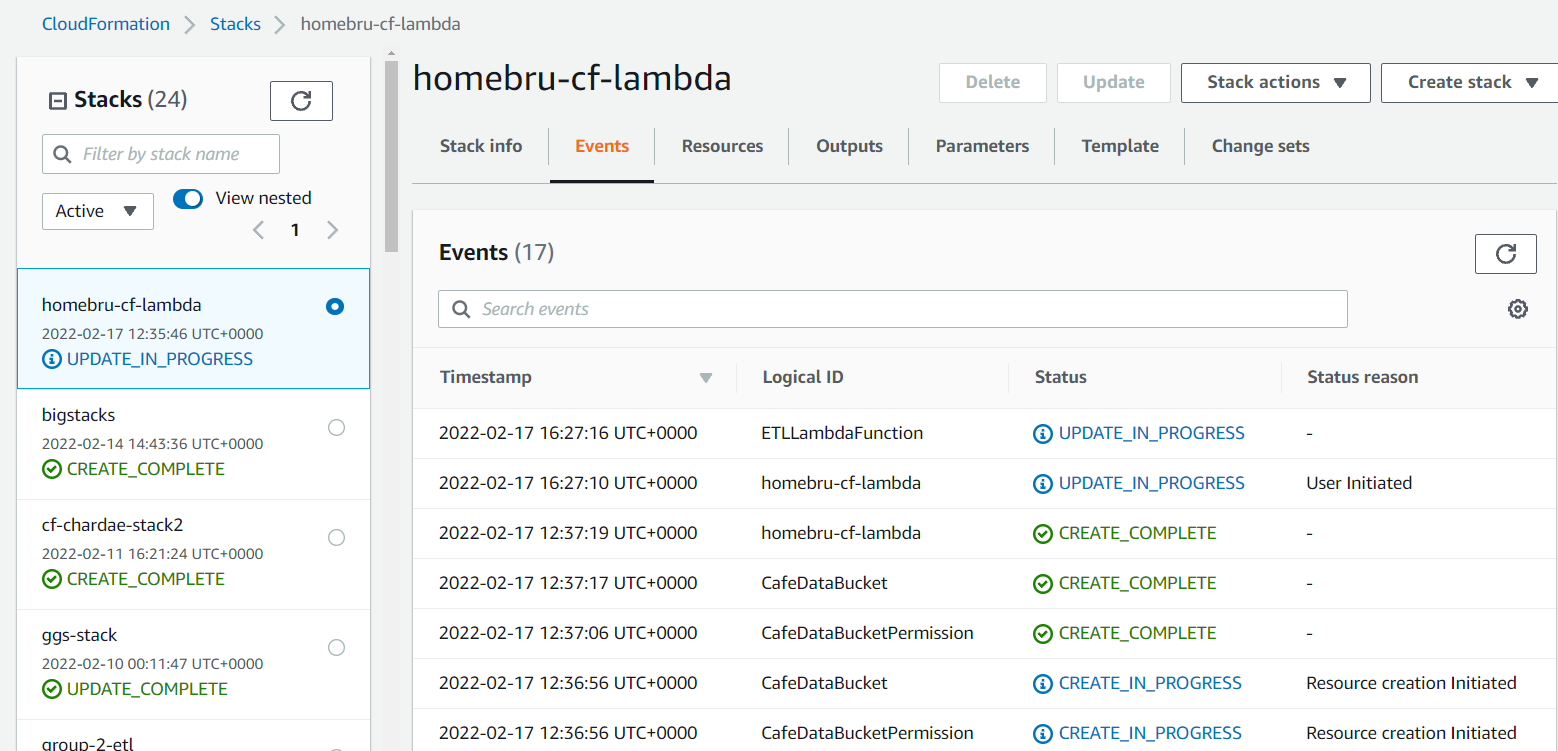 CloudFormation Stacks homebru-cf-lambda
Stacks (24)
Filter by stack name
Active View nested
1
homebru-cf-lambda
2022-02-17 12:35:46 UTC+0000
UPDATE_IN_PROGRESS
bigstacks
2022-02-14 14:43:36 UTC+0000
CREATE_COMPLETE
cf-chardae-stack2
2022-02-11 16:21:24 UTC+0000
CREATE_COMPLETE
ggs-stack
2022-02-10 00:11:47 UTC+0000
UPDATE_COMPLETE
group-2-etl
homebru-cf-lambda Delete Update Stack actions Create stack
Stack info Events Resources Outputs Parameters Template Change sets
Events (17)
Search events
Timestamp Logical ID Status Status reason
2022-02-17 16:27:16 UTC+0000 ETLLambdaFunction UPDATE_IN_PROGRESS -
2022-02-17 16:27:10 UTC+0000 homebru-cf-lambda UPDATE_IN_PROGRESS User Initiated
2022-02-17 12:37:19 UTC+0000 homebru-cf-lambda CREATE_COMPLETE -
2022-02-17 12:37:17 UTC+0000 CafeDataBucket CREATE_COMPLETE -
2022-02-17 12:37:06 UTC+0000 CafeDataBucketPermission CREATE_COMPLETE -
2022-02-17 12:36:56 UTC+0000 CafeDataBucket CREATE_IN_PROGRESS Resource creation Initiated
2022-02-17 12:36:56 UTC+0000 CafeDataBucketPermission CREATE_IN_PROGRESS Resource creation Initiated